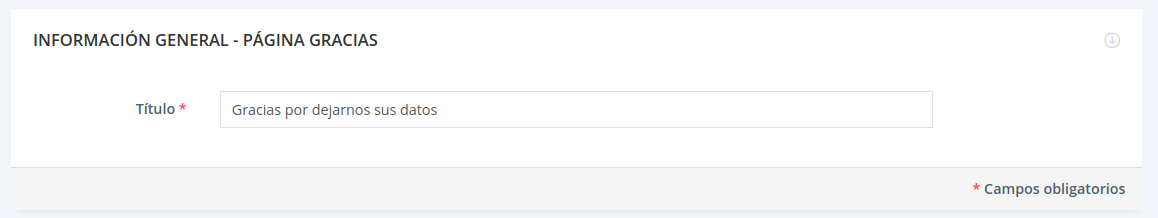 INFORMACIÓN GENERAL - PÁGINA GRACIAS
Título *
Gracias por dejarnos sus datos
* Campos obligatorios